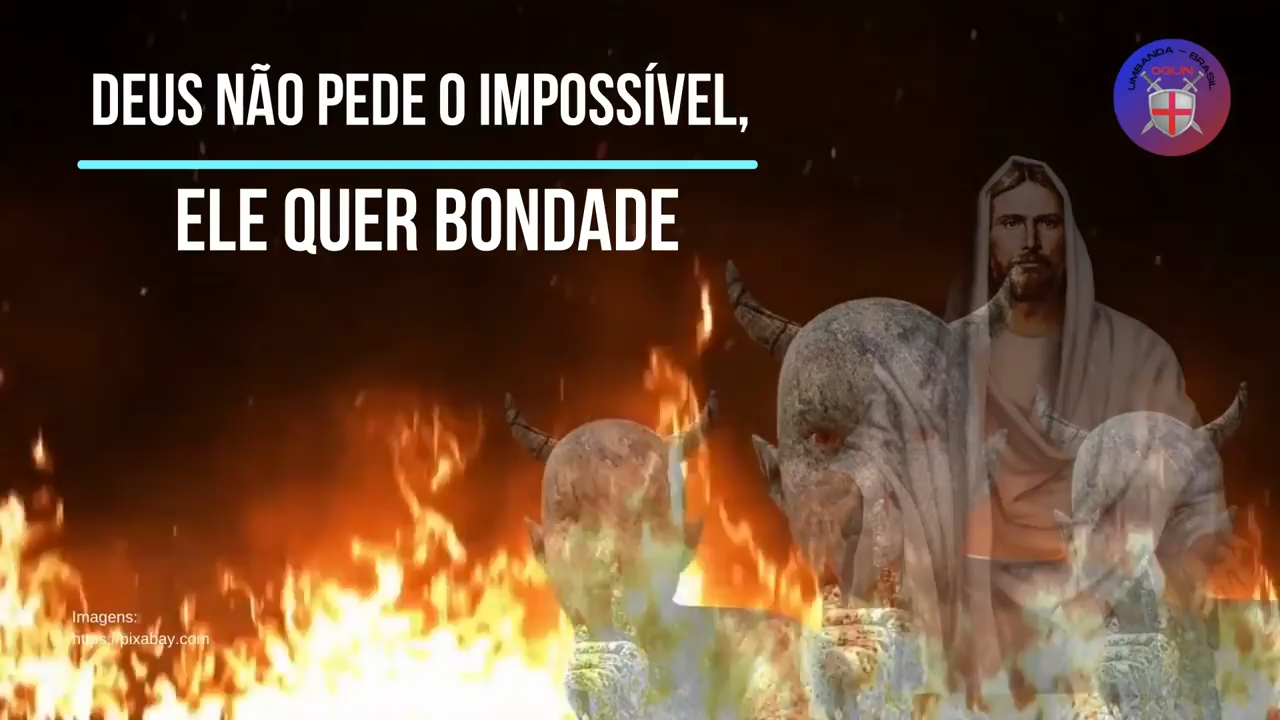 DEUS NÃO PEDE O IMPOSSÍVEL,
ELE QUER BONDADE
UMBANDA – BRASIL
OGUN
Imagens:
https://pixabay.com